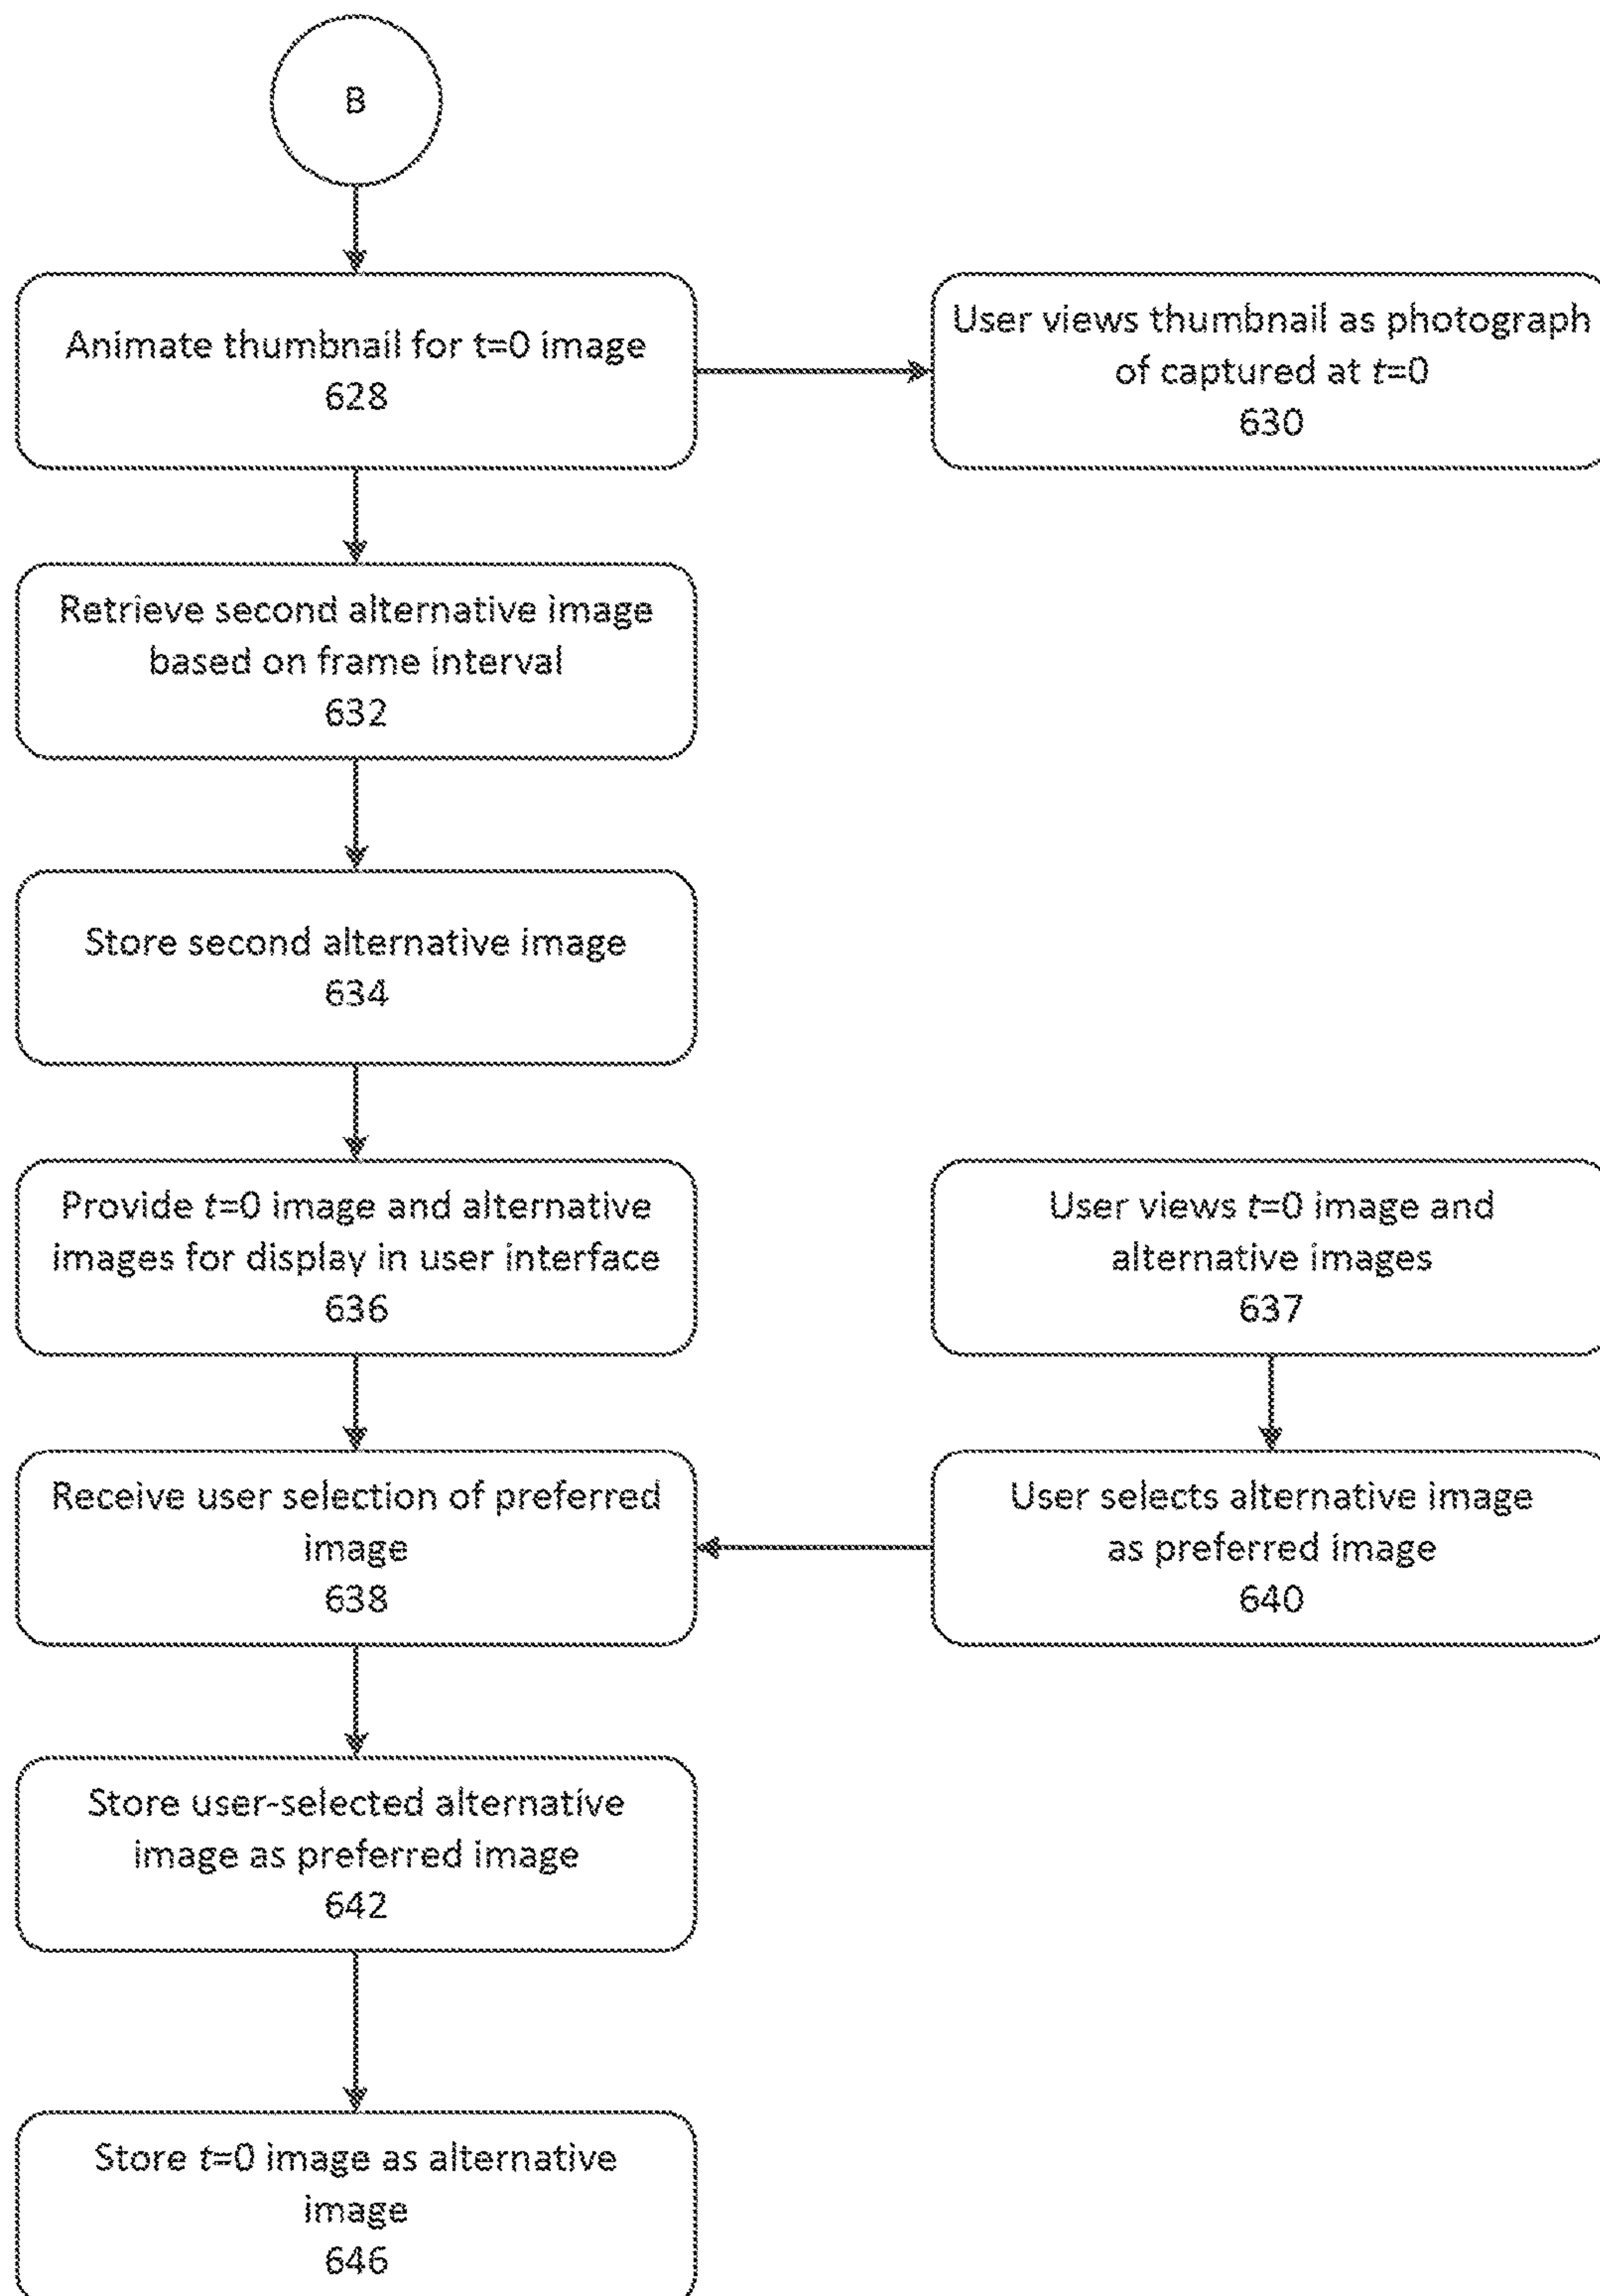 B
Animate thumbnail for t=0 image
628
User views thumbnail as photograph
of captured at t=0
630
Retrieve second alternative image
based on frame interval
632
Store second alternative image
634
Provide t=0 image and alternative
images for display in user interface
636
User views t=0 image and
alternative images
637
Receive user selection of preferred
image
638
User selects alternative image
as preferred image
640
Store user-selected alternative
image as preferred image
642
Store t=0 image as alternative
image
646